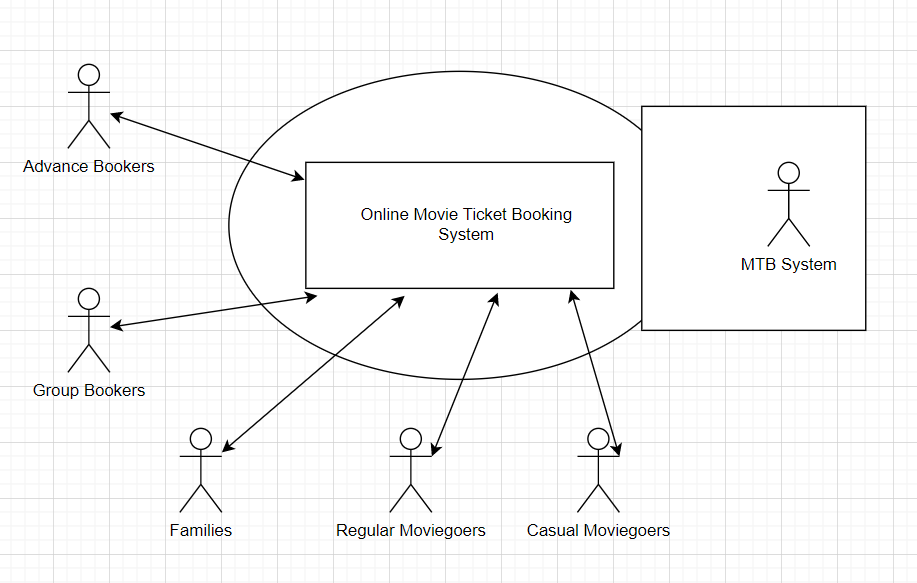 Advance Bookers
Online Movie Ticket Booking
System
MTB System
Group Bookers
Families
Regular Moviegoers
Casual Moviegoers